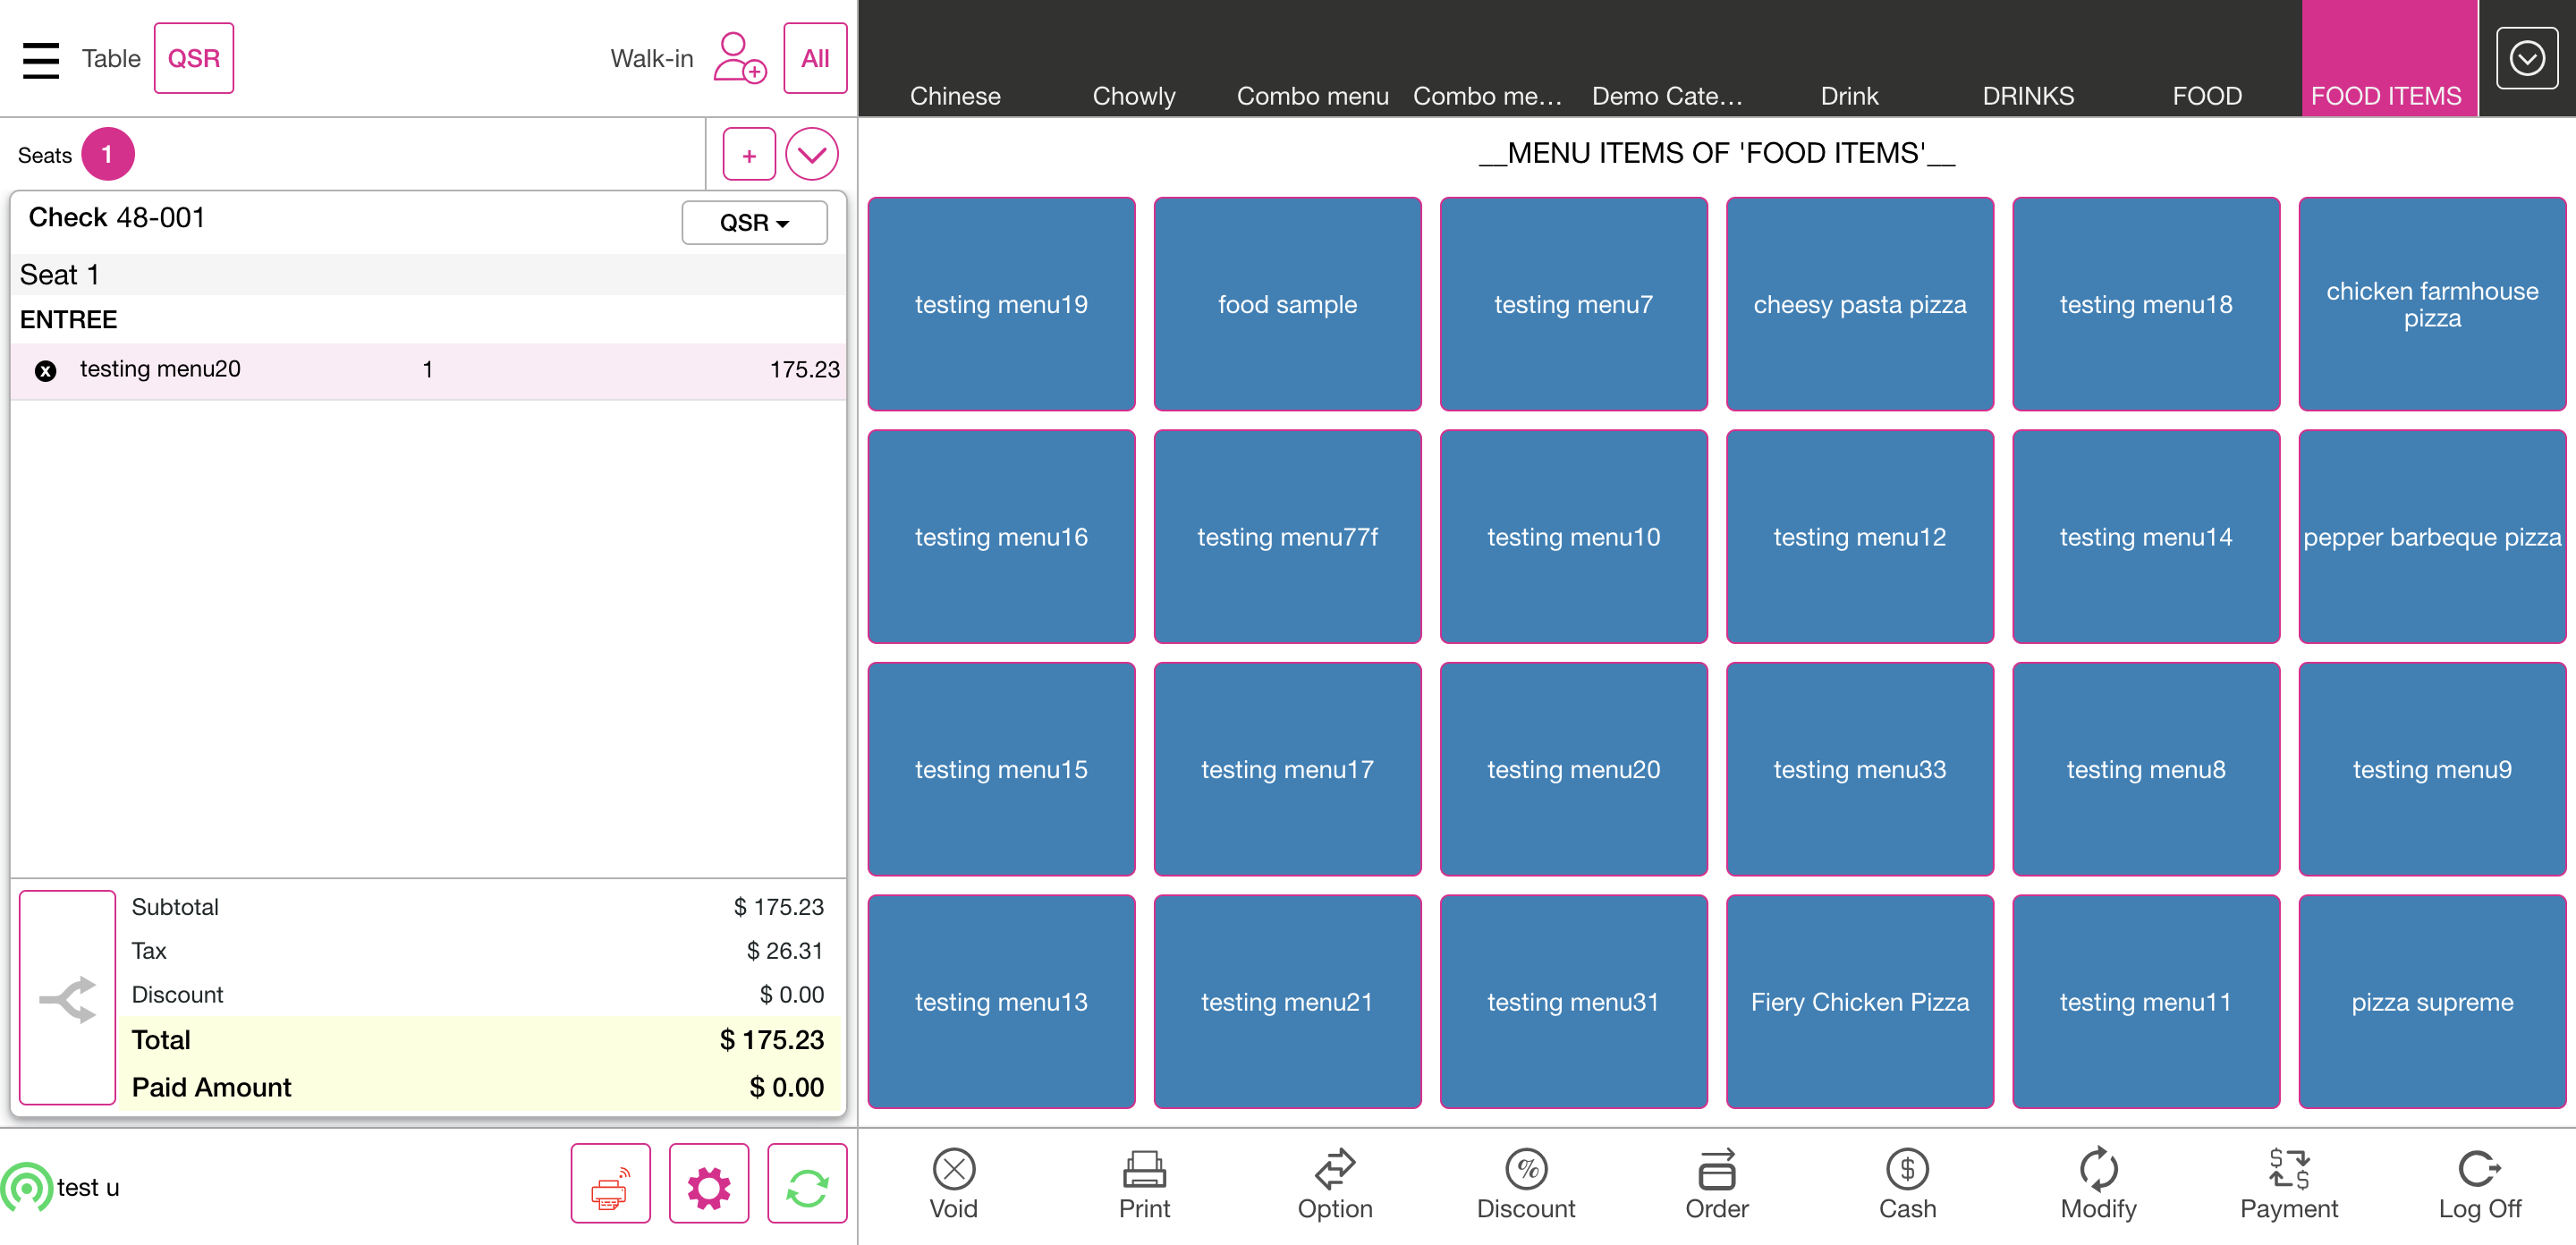 Table QSR Walk-in All
Chinese Chowly Combo menu Combo me... Demo Cate... Drink DRINKS FOOD FOOD ITEMS
Seats 1 +
Check 48-001 QSR
Seat 1
ENTREE
x testing menu20 1 175.23
Subtotal $ 175.23
Tax $ 26.31
Discount $ 0.00
Total $ 175.23
Paid Amount $ 0.00
test u
__MENU ITEMS OF 'FOOD ITEMS'__
testing menu19 food sample testing menu7 cheesy pasta pizza testing menu18 chicken farmhouse
pizza
testing menu16 testing menu77f testing menu10 testing menu12 testing menu14 pepper barbeque pizza
testing menu15 testing menu17 testing menu20 testing menu33 testing menu8 testing menu9
testing menu13 testing menu21 testing menu31 Fiery Chicken Pizza testing menu11 pizza supreme
Void Print Option Discount Order Cash Modify Payment Log Off